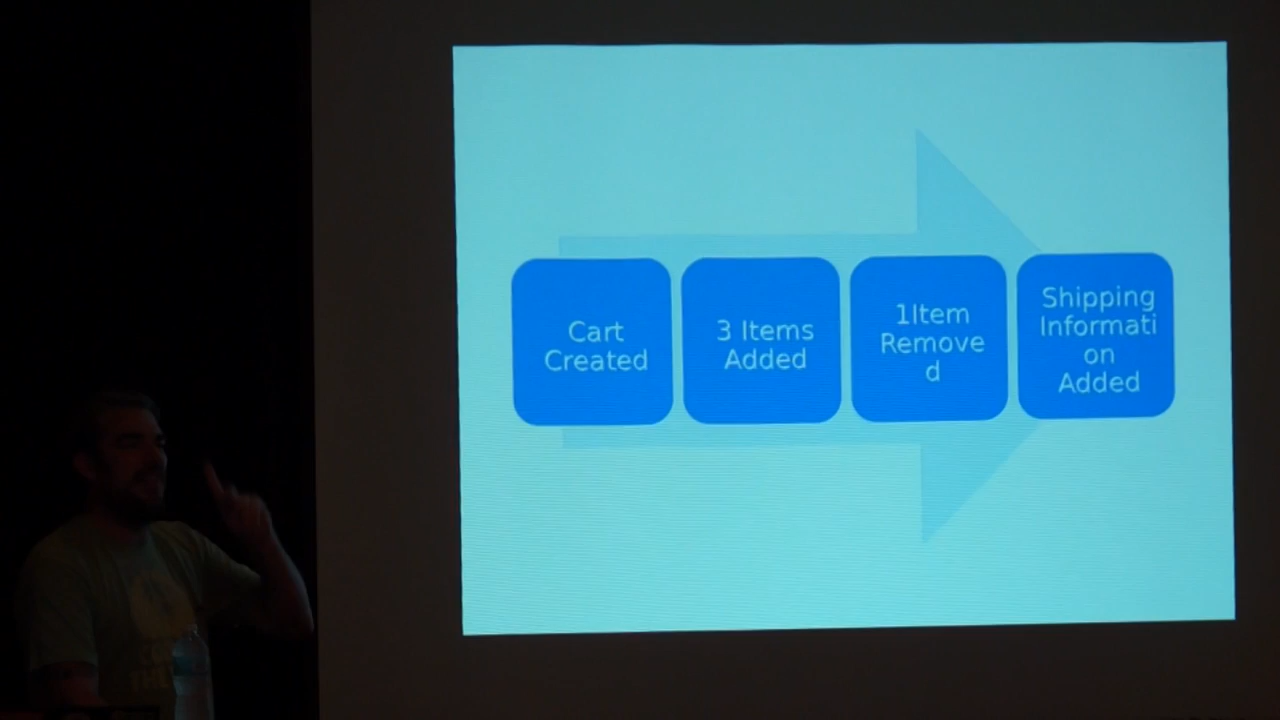 Cart
Created
3 Items
Added
1Item
Remove
d
Shipping
Informati
on
Added